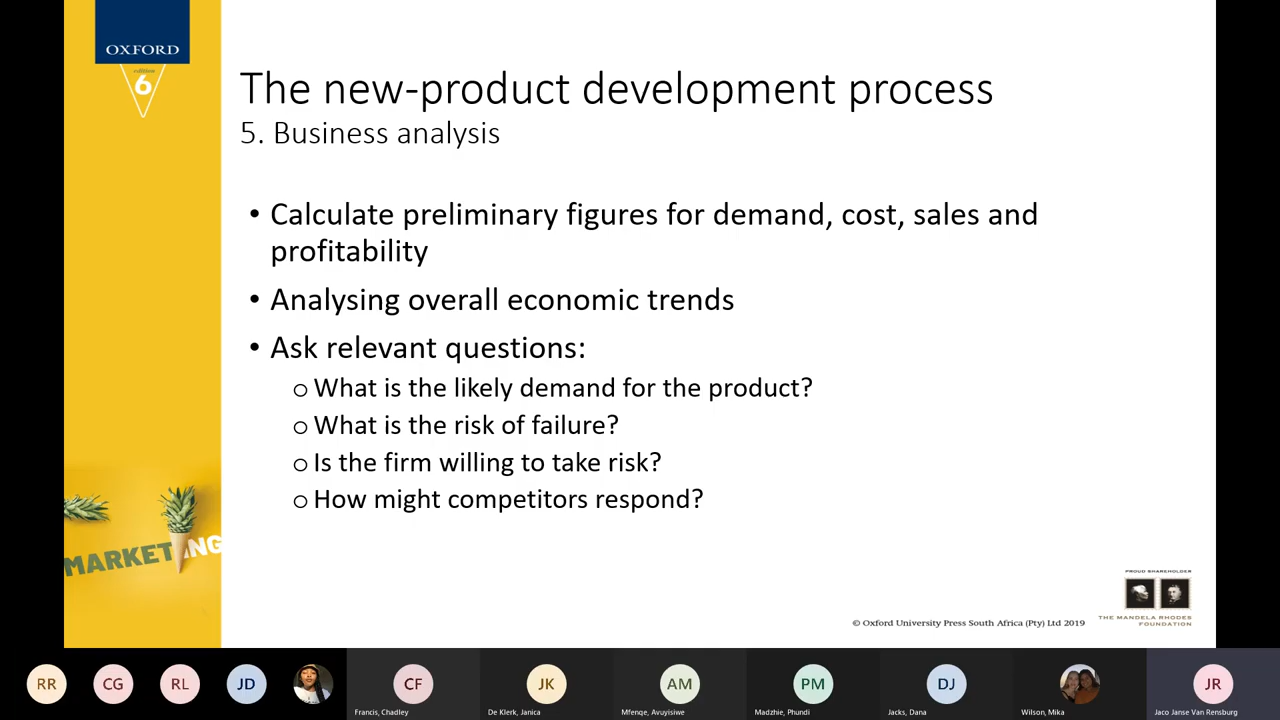 OXFORD
edition
6
The new-product development process
5. Business analysis
• Calculate preliminary figures for demand, cost, sales and
profitability
• Analysing overall economic trends
• Ask relevant questions:
o What is the likely demand for the product?
o What is the risk of failure?
o Is the firm willing to take risk?
o How might competitors respond?
MARKETING
PROUD SHAREHOLDER
THE MANDELA RHODES
FOUNDATION
© Oxford University Press South Africa (Pty) Ltd 2019
RR
CG
RL
JD
CF
JK
AM
PM
DJ
JR
Francis, Chadley
De Klerk, Janica
Mfenqe, Avuyisiwe
Madzhie, Phundi
Jacks, Dana
Wilson, Mika
Jaco Janse Van Rensburg